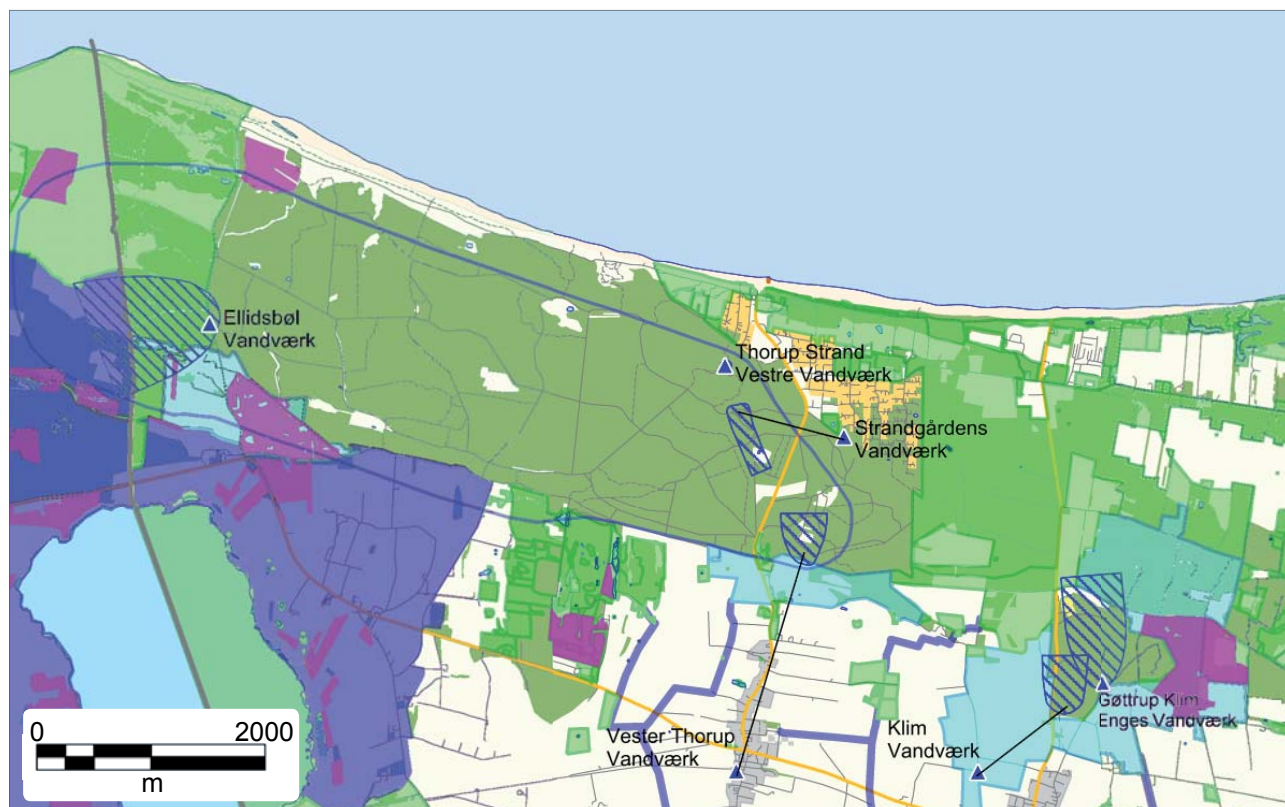 Ellidsbøl
Vandværk
Thorup Strand
Vestre Vandværk
Strandgårdens
Vandværk
Gøttrup Klim
Enges Vandværk
Klim
Vandværk
Vester Thorup
Vandværk
0 2000
m